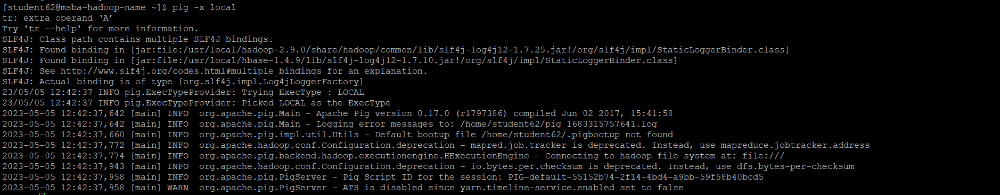 [student62@msba-hadoop-name ~]$ pig -x local
tr: extra operand ‘A’
Try 'tr --help' for more information.
SLF4J: Class path contains multiple SLF4J bindings.
SLF4J: Found binding in [jar:file:/usr/local/hadoop-2.9.0/share/hadoop/common/lib/slf4j-log4j12-1.7.25.jar!/org/slf4j/impl/StaticLoggerBinder.class]
SLF4J: Found binding in [jar:file:/usr/local/hbase-1.4.9/lib/slf4j-log4j12-1.7.10.jar!/org/slf4j/impl/StaticLoggerBinder.class]
SLF4J: See http://www.slf4j.org/codes.html#multiple_bindings for an explanation.
SLF4J: Actual binding is of type [org.slf4j.impl.Log4jLoggerFactory]
23/05/05 12:42:37 INFO pig.ExecTypeProvider: Trying ExecType : LOCAL
23/05/05 12:42:37 INFO pig.ExecTypeProvider: Picked LOCAL as the ExecType
2023-05-05 12:42:37,642 [main] INFO  org.apache.pig.Main - Apache Pig version 0.17.0 (r1797386) compiled Jun 02 2017, 15:41:58
2023-05-05 12:42:37,642 [main] INFO  org.apache.pig.Main - Logging error messages to: /home/student62/pig_1683315757641.log
2023-05-05 12:42:37,660 [main] INFO  org.apache.pig.impl.util.Utils - Default bootup file /home/student62/.pigbootup not found
2023-05-05 12:42:37,772 [main] INFO  org.apache.hadoop.conf.Configuration.deprecation - mapred.job.tracker is deprecated. Instead, use mapreduce.jobtracker.address
2023-05-05 12:42:37,774 [main] INFO  org.apache.pig.backend.hadoop.executionengine.HExecutionEngine - Connecting to hadoop file system at: file:///
2023-05-05 12:42:37,943 [main] INFO  org.apache.hadoop.conf.Configuration.deprecation - io.bytes.per.checksum is deprecated. Instead, use dfs.bytes-per-checksum
2023-05-05 12:42:37,958 [main] INFO  org.apache.pig.PigServer - Pig Script ID for the session: PIG-default-55152b74-2f14-4bd4-a9bb-59f58b40bcd5
2023-05-05 12:42:37,958 [main] WARN  org.apache.pig.PigServer - ATS is disabled since yarn.timeline-service.enabled set to false